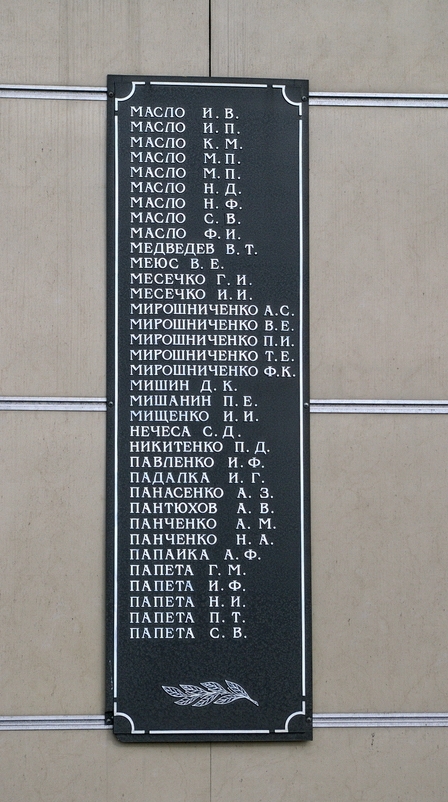 МАСЛО И. В.
МАСЛО И. П.
МАСЛО К. М.
МАСЛО М. П.
МАСЛО М. П.
МАСЛО Н. Д.
МАСЛО Н. Ф.
МАСЛО С. В.
МАСЛО Ф. И.
МЕДВЕДЕВ В. Т.
МЕЮС В. Е.
МЕСЕЧКО Г. И.
МЕСЕЧКО И. И.
МИРОШНИЧЕНКО А.С.
МИРОШНИЧЕНКО В.Е.
МИРОШНИЧЕНКО П.И.
МИРОШНИЧЕНКО Т.Е.
МИРОШНИЧЕНКО Ф.К.
МИШИН Д. К.
МИШАНИН П. Е.
МИЩЕНКО И. И.
НЕЧЕСА С. Д.
НИКИТЕНКО П. Д.
ПАВЛЕНКО И. Ф.
ПАДАЛКА И. Г.
ПАНАСЕНКО А. З.
ПАНТЮХОВ А. В.
ПАНЧЕНКО А. М.
ПАНЧЕНКО Н. А.
ПАПАИКА А. Ф.
ПАПЕТА Г. М.
ПАПЕТА И. Ф.
ПАПЕТА Н. И.
ПАПЕТА П. Т.
ПАПЕТА С. В.